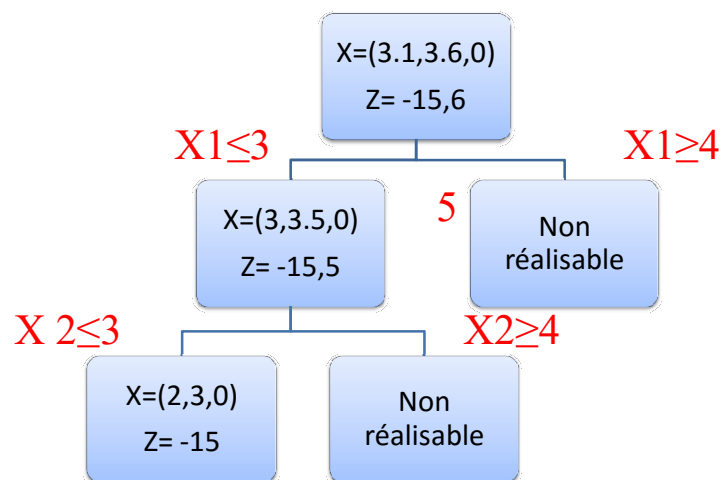 X=(3.1,3.6,0)
Z= -15,6
X1≤3
X1≥4
X=(3,3.5,0)
Z= -15,5
5
Non
réalisable
X 2≤3
X2≥4
X=(2,3,0)
Z= -15
Non
réalisable